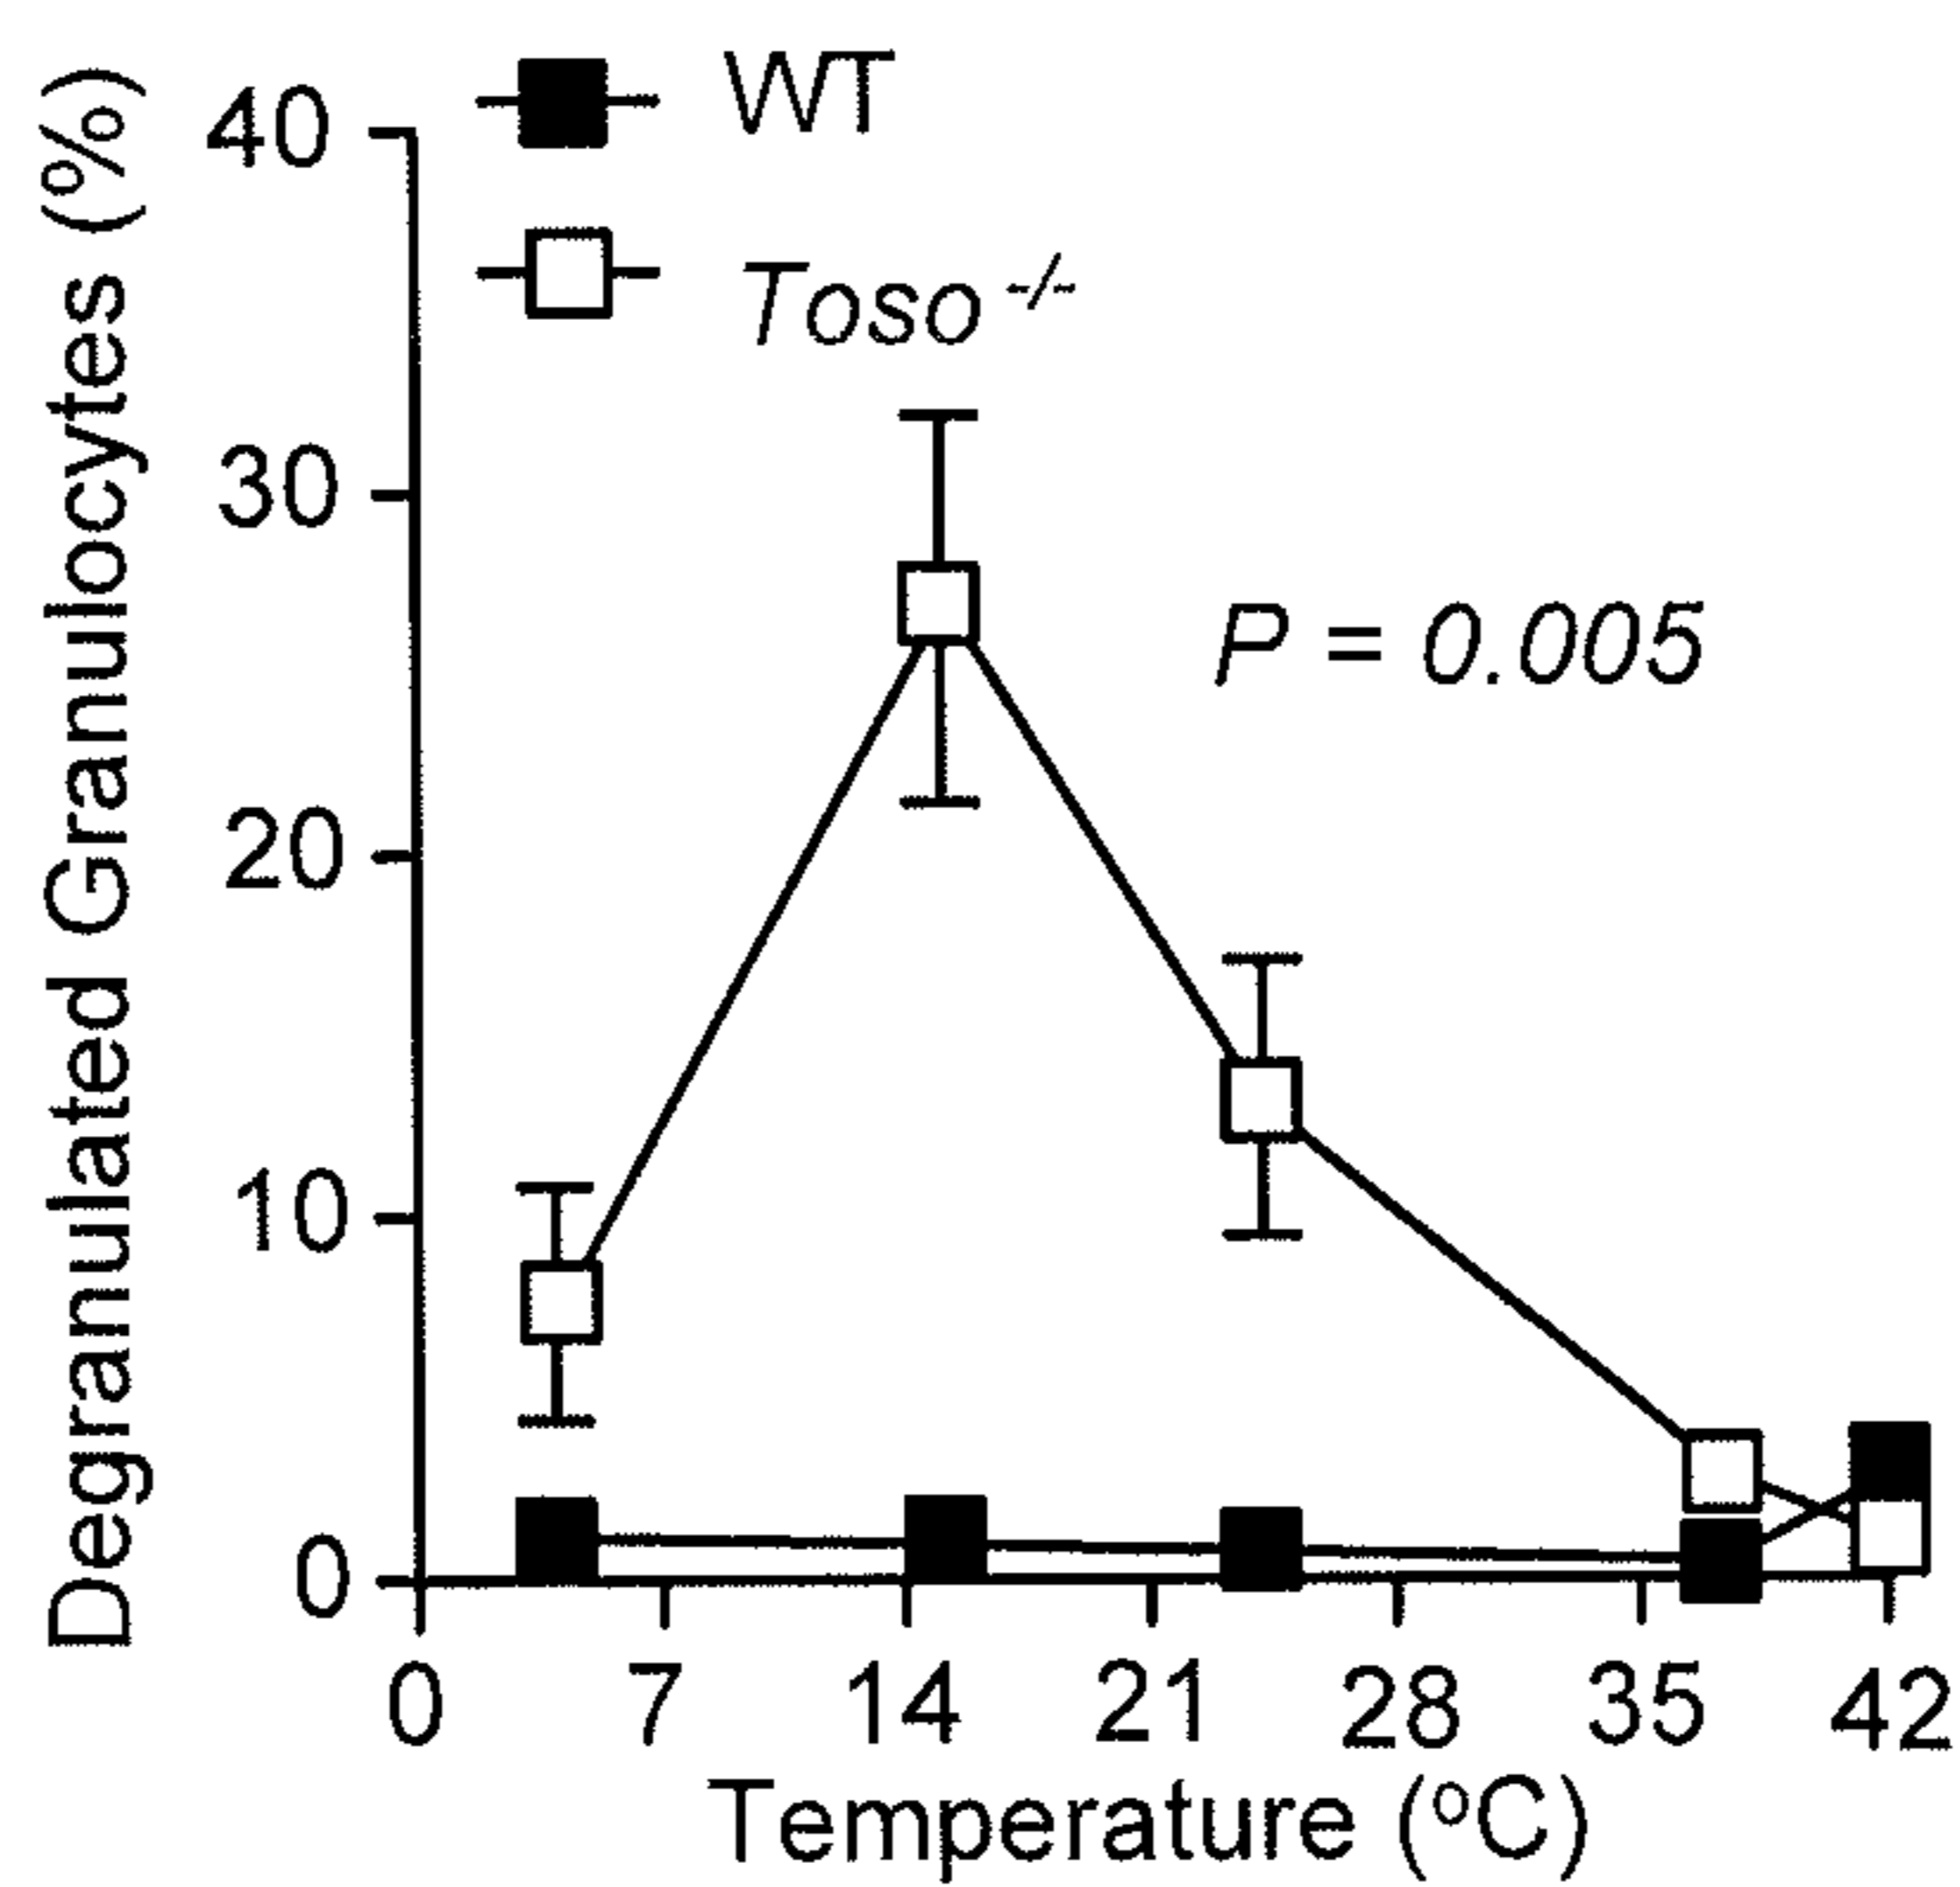 Degranulated Granulocytes (%)
40
30
20
10
0
WT
Toso -/-
P = 0.005
0 7 14 21 28 35 42
Temperature (ºC)